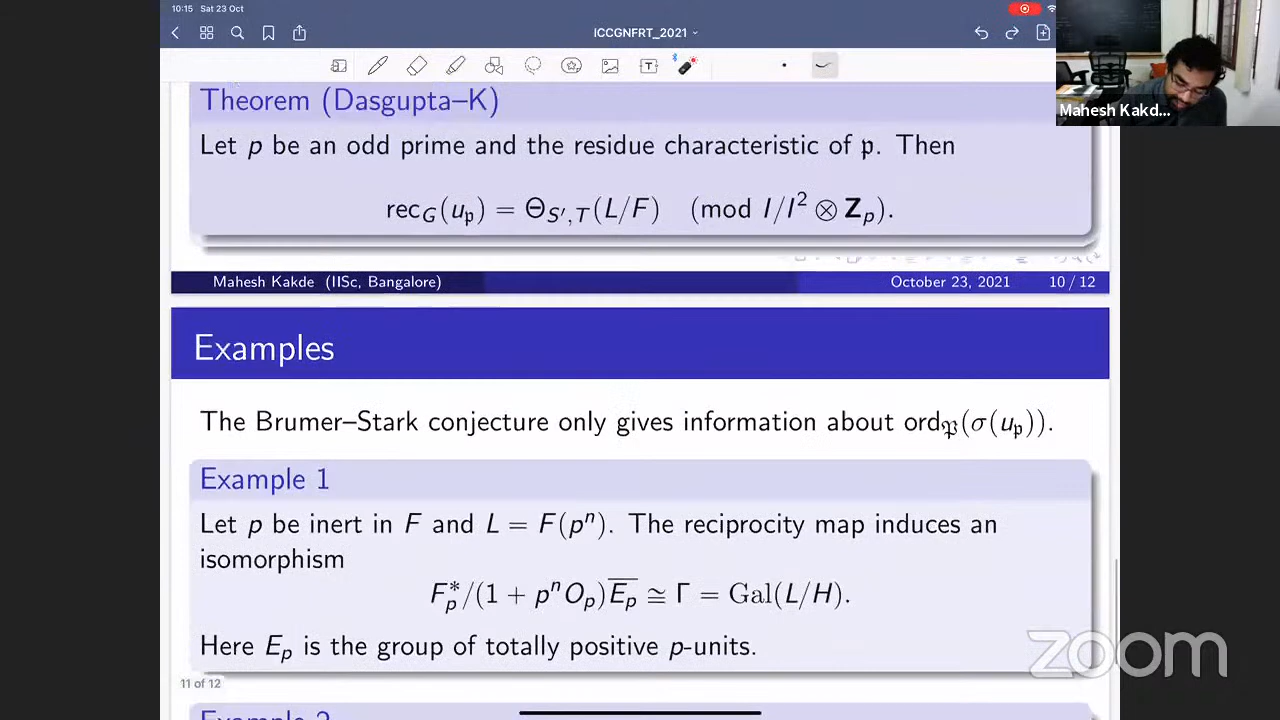 10:15 Sat 23 Oct
ICCGNFRT_2021
Mahesh Kakd...
Theorem (Dasgupta–K)
Let p be an odd prime and the residue characteristic of 𝔭. Then
rec_G(u_𝔭) = Θ_{S′,T}(L/F) (mod I/I² ⊗ Z_p).
Mahesh Kakde (IISc, Bangalore) October 23, 2021 10 / 12
Examples
The Brumer–Stark conjecture only gives information about ord_𝔓(σ(u_𝔭)).
Example 1
Let p be inert in F and L = F(pⁿ). The reciprocity map induces an
isomorphism
F_p^*/(1 + pⁿO_p)\overline{E_p} ≅ Γ = Gal(L/H).
Here E_p is the group of totally positive p-units.
11 of 12
zoom
Example 2